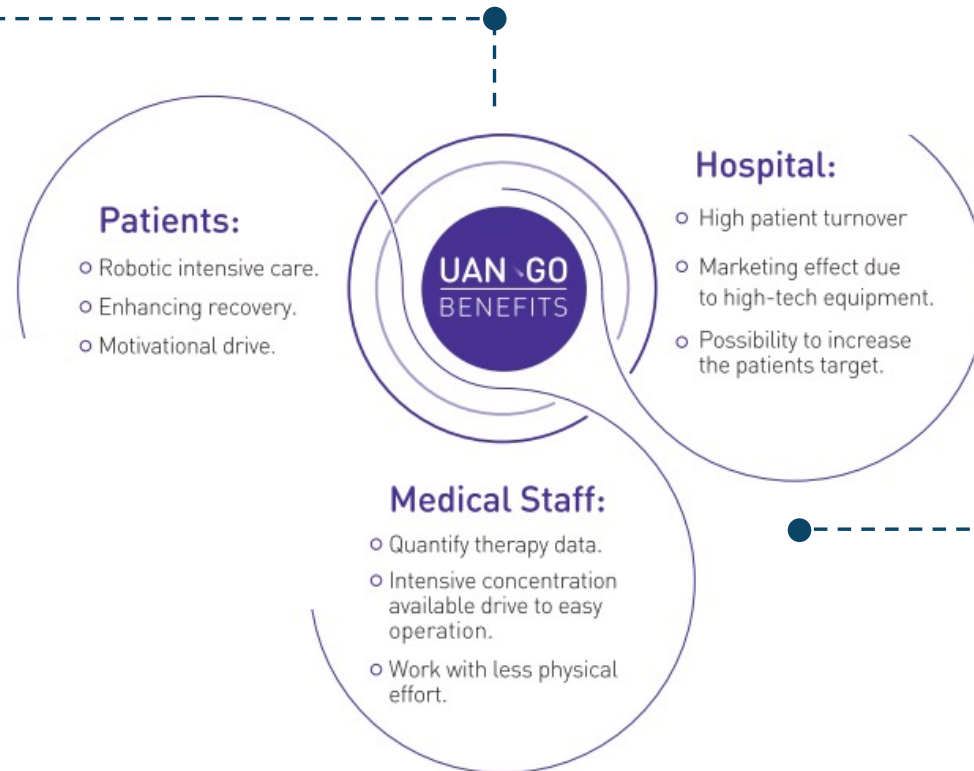 UAN GO
BENEFITS
Patients:
Robotic intensive care.
Enhancing recovery.
Motivational drive.
Hospital:
High patient turnover
Marketing effect due
to high-tech equipment.
Possibility to increase
the patients target.
Medical Staff:
Quantify therapy data.
Intensive concentration
available drive to easy
operation.
Work with less physical
effort.